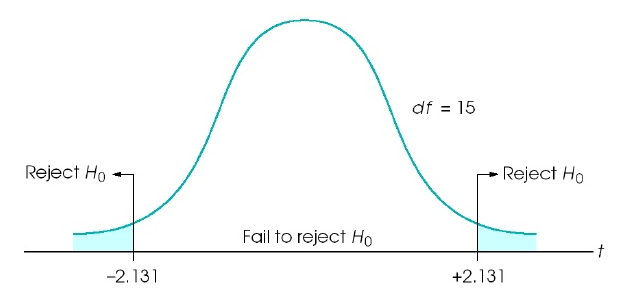 df = 15
Reject H₀
Reject H₀
Fail to reject H₀
t
–2.131
+2.131